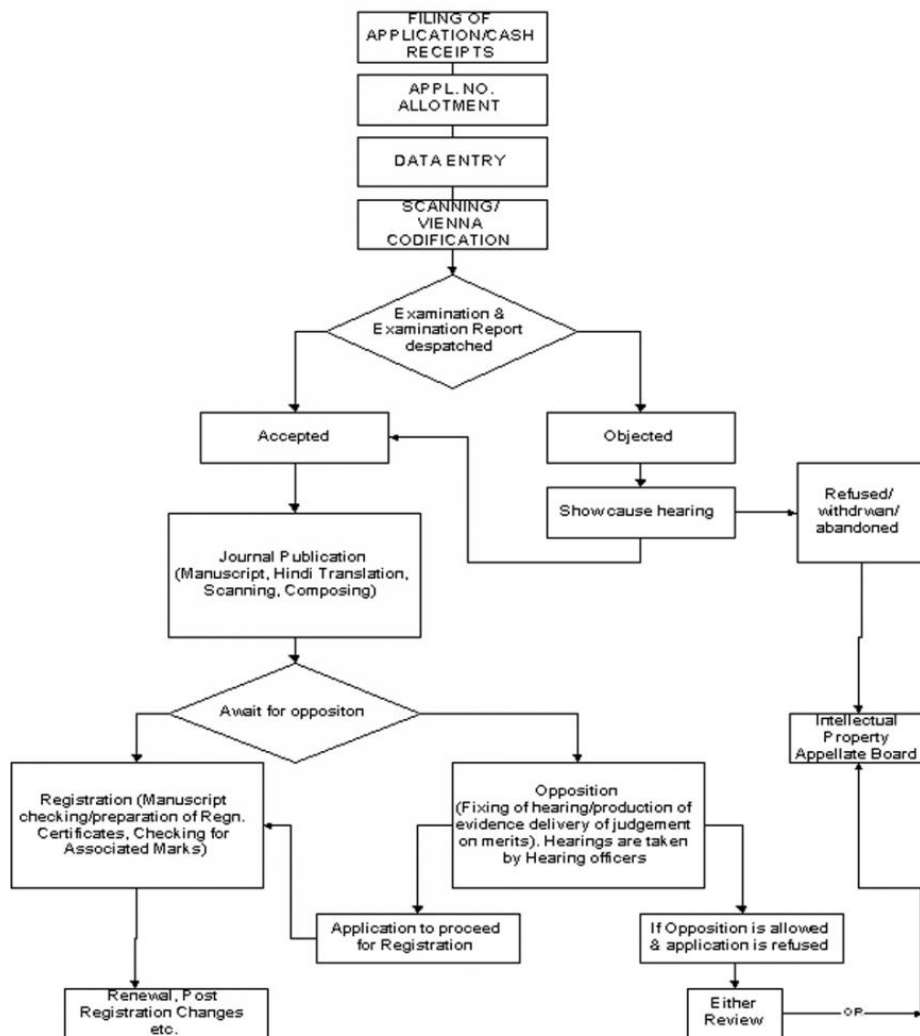 FILING OF
APPLICATION/CASH
RECEIPTS
APPL. NO.
ALLOTMENT
DATA ENTRY
SCANNING/
VIENNA
CODIFICATION
Examination &
Examination Report
despatched
Accepted
Objected
Show cause hearing
Refused/
withdrwan/
abandoned
Journal Publication
(Manuscript, Hindi Translation,
Scanning, Composing)
Await for oppositon
Intellectual
Property
Appellate Board
Registration (Manuscript
checking/preparation of Regn.
Certificates, Checking for
Associated Marks)
Opposition
(Fixing of hearing/production of
evidence delivery of judgement
on merits). Hearings are taken
by Hearing officers
Application to proceed
for Registration
If Opposition is allowed
& application is refused
Renewal, Post
Registration Changes
etc.
Either
Review
OR